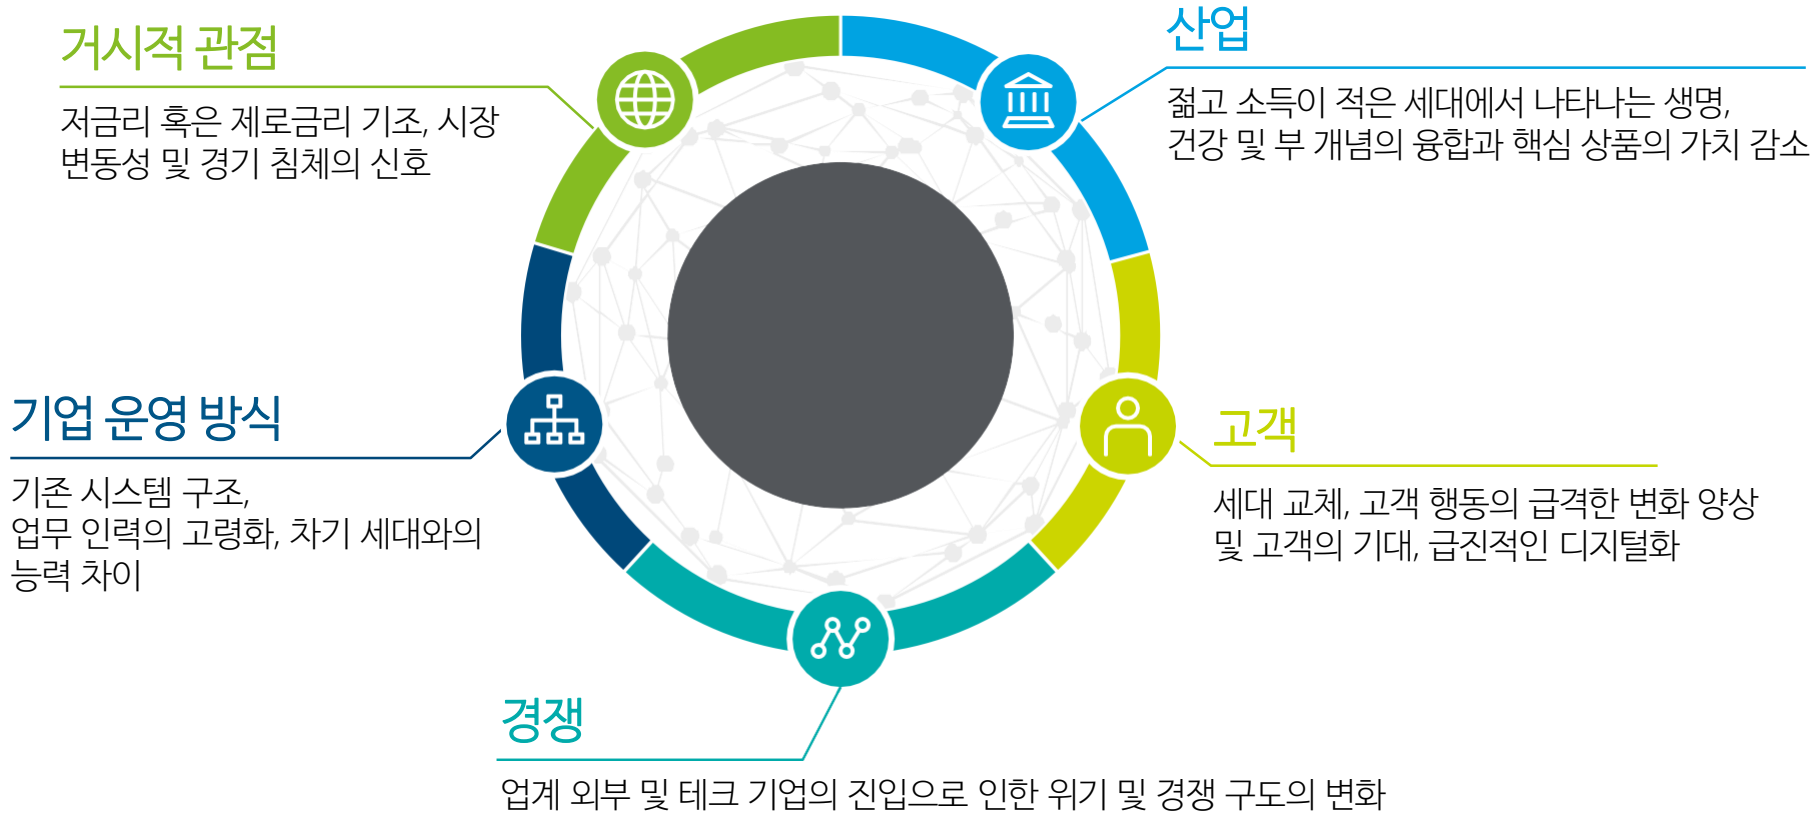 거시적 관점
저금리 혹은 제로금리 기조, 시장
변동성 및 경기 침체의 신호
산업
젊고 소득이 적은 세대에서 나타나는 생명,
건강 및 부 개념의 융합과 핵심 상품의 가치 감소
기업 운영 방식
기존 시스템 구조,
업무 인력의 고령화, 차기 세대와의
능력 차이
고객
세대 교체, 고객 행동의 급격한 변화 양상
및 고객의 기대, 급진적인 디지털화
경쟁
업계 외부 및 테크 기업의 진입으로 인한 위기 및 경쟁 구도의 변화